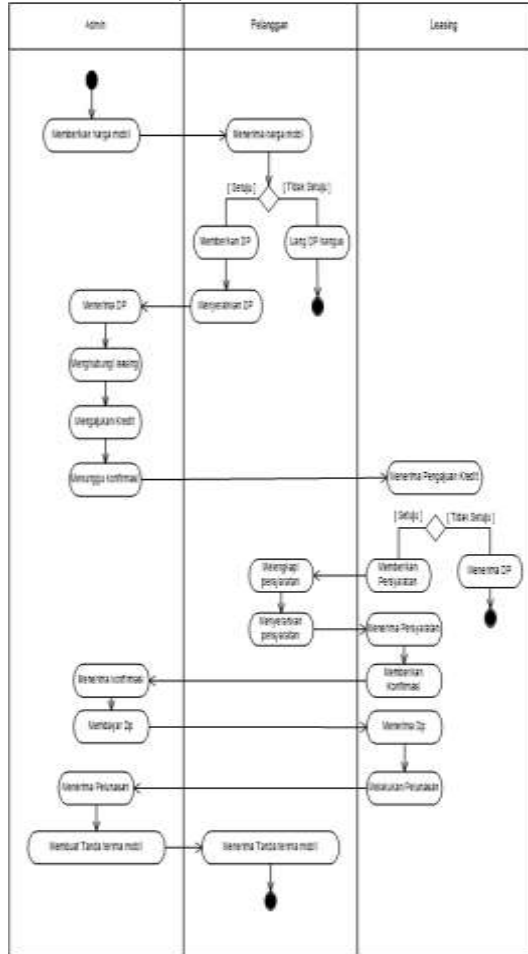 Admin
Pelanggan
Leasing
Memberikan harga mobil
Menerima harga mobil
[ Setuju ]
[ Tidak Setuju ]
Memberikan DP
Uang DP hangus
Menerima DP
Menyerahkan DP
Menghubungi leasing
Mengajukan Kredit
Menunggu konfirmasi
Menerima Pengajuan Kredit
[ Setuju ]
[ Tidak Setuju ]
Melengkapi
persyaratan
Memberikan
Persyaratan
Menerima DP
Menyerahkan
persyaratan
Menerima Persyaratan
Menerima konfirmasi
Memberikan
Konfirmasi
Membayar Dp
Menerima Dp
Menerima Pelunasan
Melakukan Pelunasan
Membuat Tanda terima mobil
Menerima Tanda terima mobil